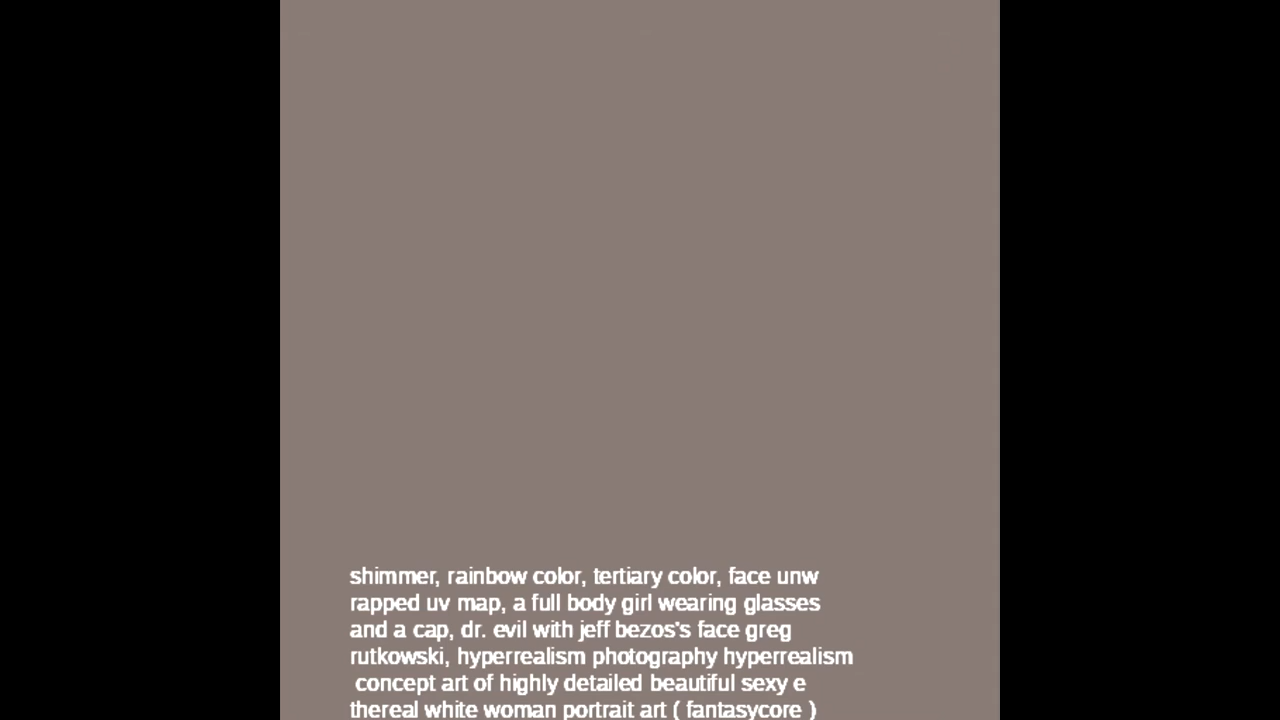 shimmer, rainbow color, tertiary color, face unw
rapped uv map, a full body girl wearing glasses
and a cap, dr. evil with jeff bezos's face greg
rutkowski, hyperrealism photography hyperrealism
concept art of highly detailed beautiful sexy e
thereal white woman portrait art ( fantasycore )